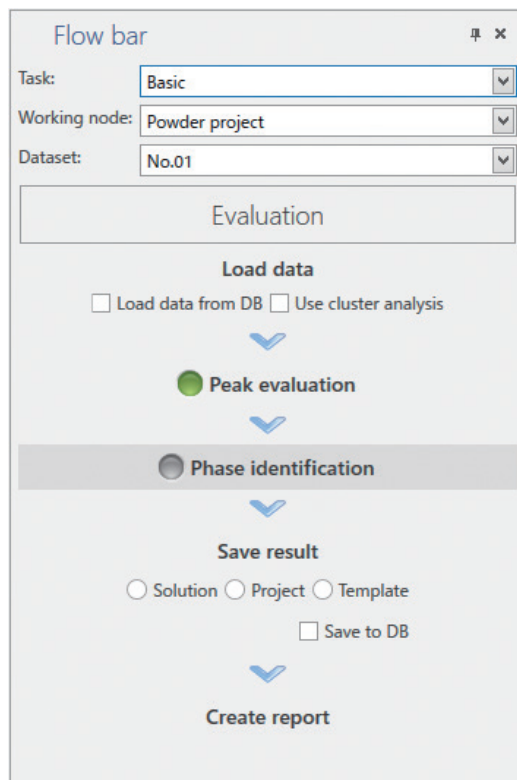 Flow bar
Task: Basic
Working node: Powder project
Dataset: No.01
Evaluation
Load data
Load data from DB Use cluster analysis
Peak evaluation
Phase identification
Save result
Solution Project Template
Save to DB
Create report